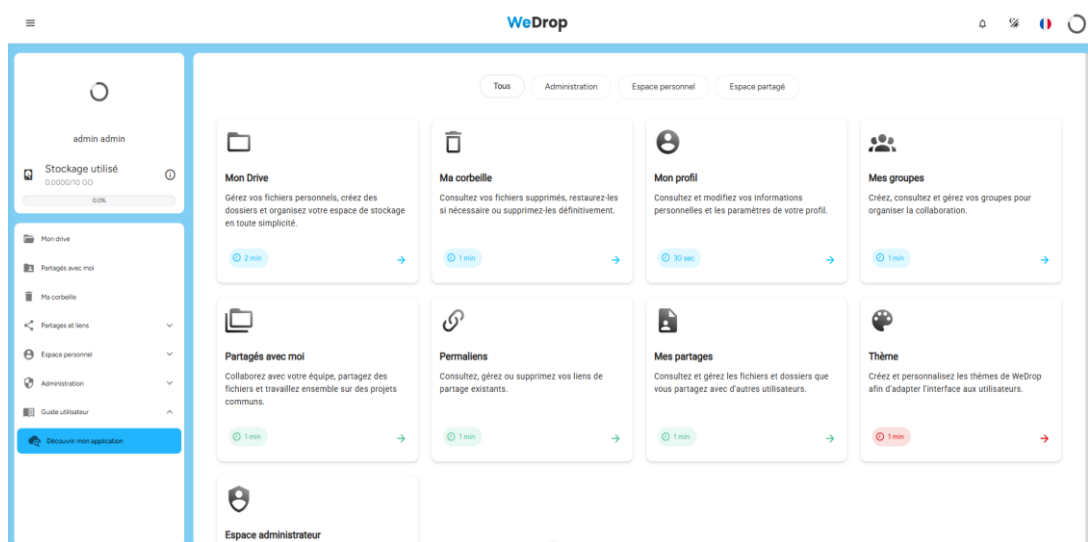 WeDrop
admin admin
Stockage utilisé
0.0000/10 GO
0.0%
Mon drive
Partagés avec moi
Ma corbeille
Partages et liens
Espace personnel
Administration
Guide utilisateur
Découvrir mon application
Tous
Administration
Espace personnel
Espace partagé
Mon Drive
Gérez vos fichiers personnels, créez des
dossiers et organisez votre espace de stockage
en toute simplicité.
2 min
Ma corbeille
Consultez vos fichiers supprimés, restaurez-les
si nécessaire ou supprimez-les définitivement.
1 min
Mon profil
Consultez et modifiez vos informations
personnelles et les paramètres de votre profil.
30 sec
Mes groupes
Créez, consultez et gérez vos groupes pour
organiser la collaboration.
1 min
Partagés avec moi
Collaborez avec votre équipe, partagez des
fichiers et travaillez ensemble sur des projets
communs.
1 min
Permaliens
Consultez, gérez ou supprimez vos liens de
partage existants.
1 min
Mes partages
Consultez et gérez les fichiers et dossiers que
vous partagez avec d'autres utilisateurs.
1 min
Thème
Créez et personnalisez les thèmes de WeDrop
afin d'adapter l'interface aux utilisateurs.
1 min
Espace administrateur